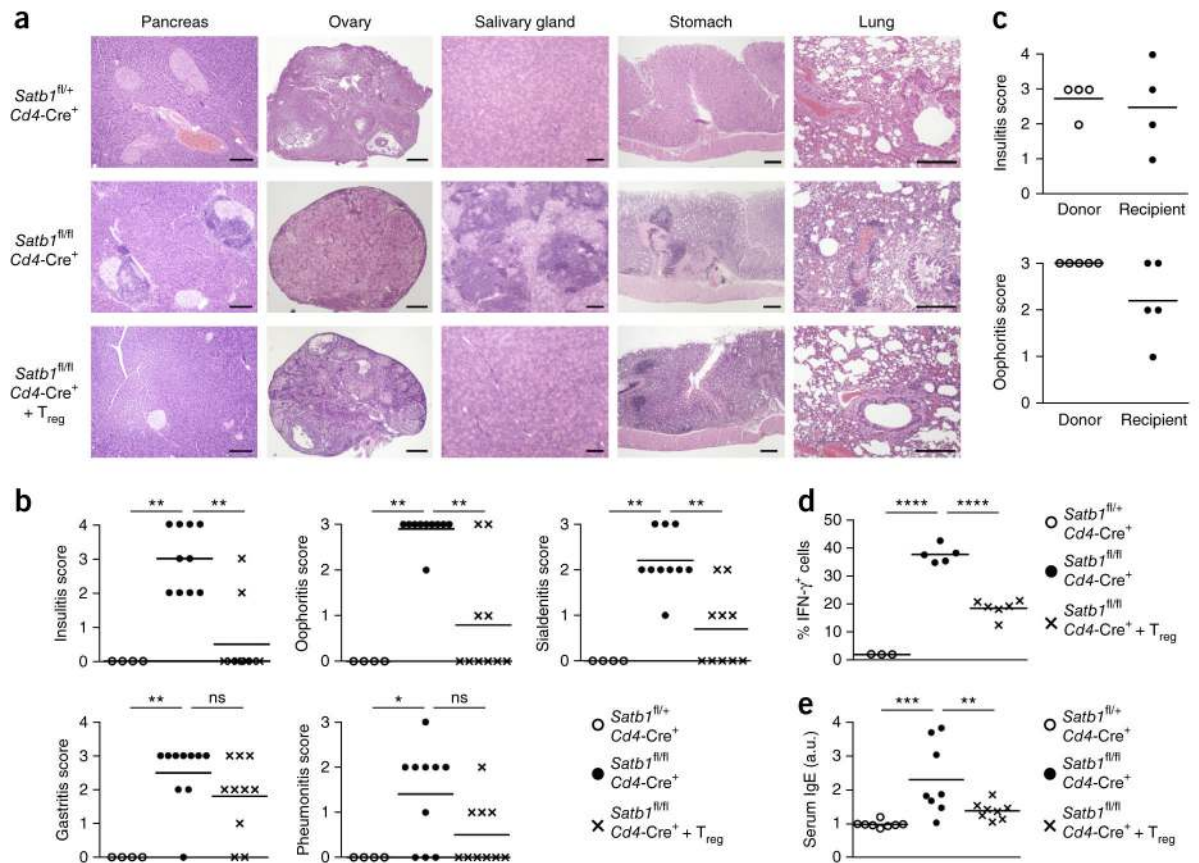 a
Pancreas Ovary Salivary gland Stomach Lung
Satb1fl/+
Cd4-Cre+
Satb1fl/fl
Cd4-Cre+
Satb1fl/fl
Cd4-Cre+
+ Treg
c
Insulitis score
4
3
2
1
0
Donor Recipient
Oophoritis score
3
2
1
0
Donor Recipient
b
Insulitis score
4
3
2
1
0
** **
Oophoritis score
3
2
1
0
** **
Sialdenitis score
3
2
1
0
** **
Gastritis score
4
3
2
1
0
** ns
Pheumonitis score
3
2
1
0
* ns
Satb1fl/+
Cd4-Cre+
Satb1fl/fl
Cd4-Cre+
Satb1fl/fl
Cd4-Cre+ + Treg
d
% IFN-γ+ cells
50
40
30
20
10
0
**** ****
Satb1fl/+
Cd4-Cre+
Satb1fl/fl
Cd4-Cre+
Satb1fl/fl
Cd4-Cre+ + Treg
e
Serum IgE (a.u.)
4
3
2
1
0
*** **
Satb1fl/+
Cd4-Cre+
Satb1fl/fl
Cd4-Cre+
Satb1fl/fl
Cd4-Cre+ + Treg